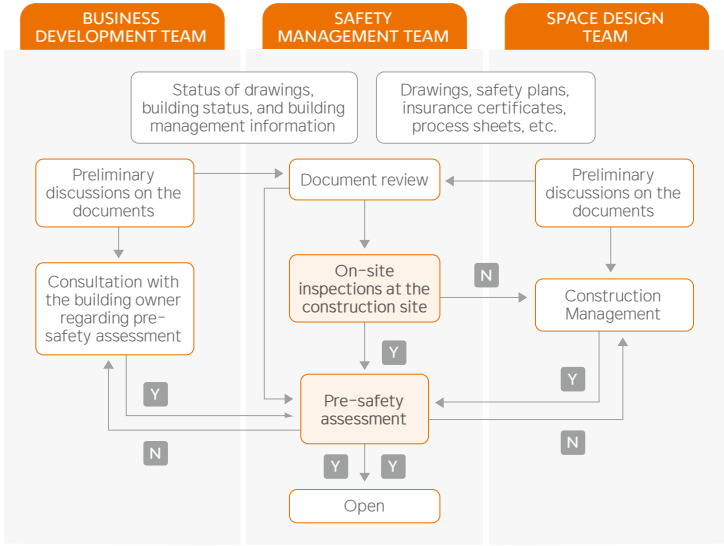 BUSINESS
DEVELOPMENT TEAM
SAFETY
MANAGEMENT TEAM
SPACE DESIGN
TEAM
Status of drawings,
building status, and building
management information
Drawings, safety plans,
insurance certificates,
process sheets, etc.
Preliminary
discussions on the
documents
Document review
Preliminary
discussions on the
documents
Consultation with
the building owner
regarding pre-
safety assessment
On-site
inspections at the
construction site
N
Construction
Management
Y
Y
Y
Pre-safety
assessment
N
N
Y
Y
Open